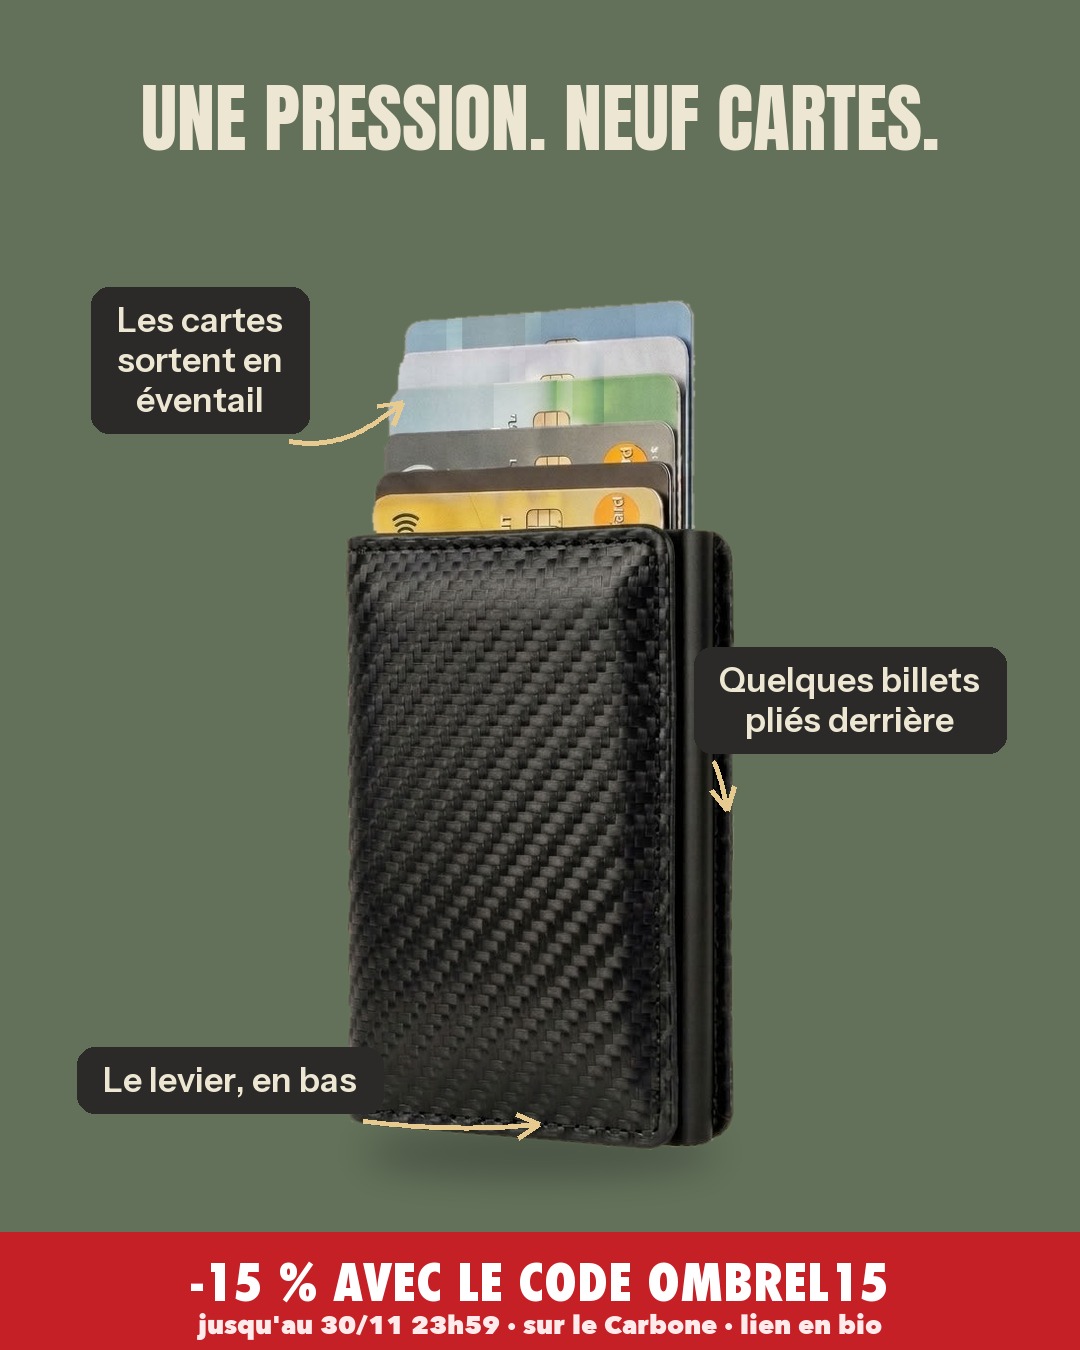 UNE PRESSION. NEUF CARTES.
Les cartes
sortent en
éventail
Quelques billets
pliés derrière
Le levier, en bas
-15 % AVEC LE CODE OMBREL15
jusqu'au 30/11 23h59 • sur le Carbone • lien en bio